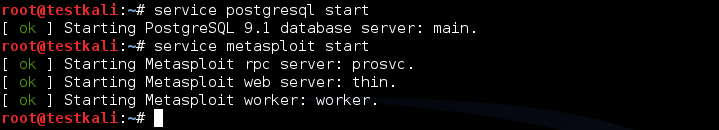 root@testkali:~# service postgresql start
[ ok ] Starting PostgreSQL 9.1 database server: main.
root@testkali:~# service metasploit start
[ ok ] Starting Metasploit rpc server: prosvc.
[ ok ] Starting Metasploit web server: thin.
[ ok ] Starting Metasploit worker: worker.
root@testkali:~#